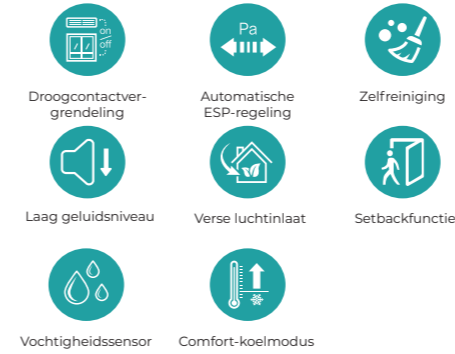 on
off
Pa
Droogcontactver-
grendeling
Automatische
ESP-regeling
Zelfreiniging
Laag geluidsniveau
Verse luchtinlaat
Setbackfunctie
Vochtigheidssensor
Comfort-koelmodus